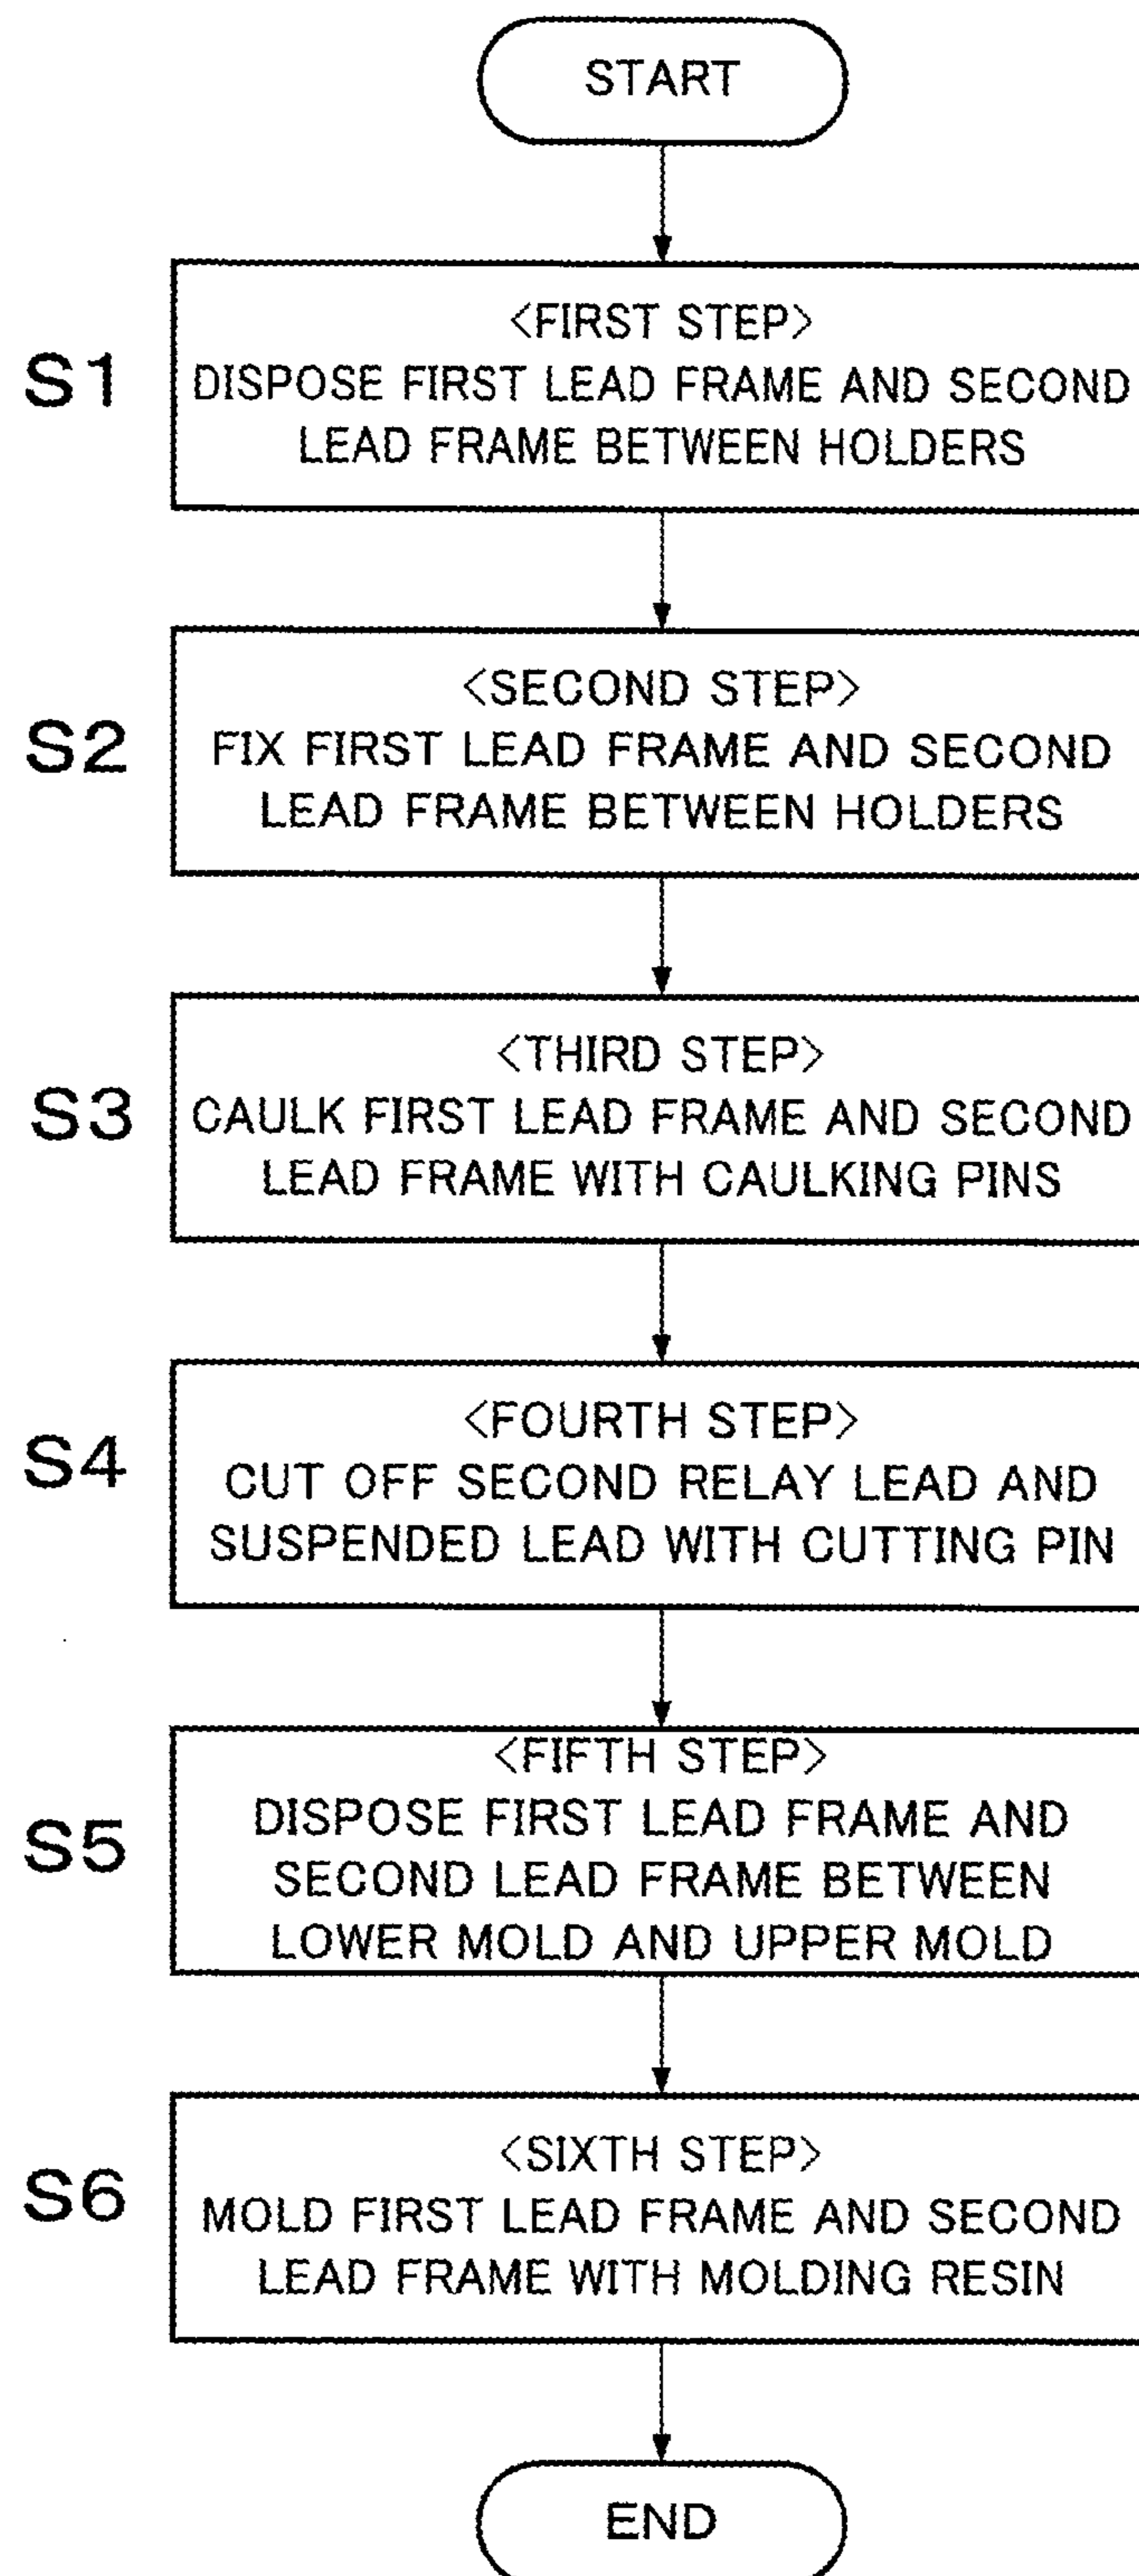 START
S1
<FIRST STEP>
DISPOSE FIRST LEAD FRAME AND SECOND
LEAD FRAME BETWEEN HOLDERS
S2
<SECOND STEP>
FIX FIRST LEAD FRAME AND SECOND
LEAD FRAME BETWEEN HOLDERS
S3
<THIRD STEP>
CAULK FIRST LEAD FRAME AND SECOND
LEAD FRAME WITH CAULKING PINS
S4
<FOURTH STEP>
CUT OFF SECOND RELAY LEAD AND
SUSPENDED LEAD WITH CUTTING PIN
S5
<FIFTH STEP>
DISPOSE FIRST LEAD FRAME AND
SECOND LEAD FRAME BETWEEN
LOWER MOLD AND UPPER MOLD
S6
<SIXTH STEP>
MOLD FIRST LEAD FRAME AND SECOND
LEAD FRAME WITH MOLDING RESIN
END